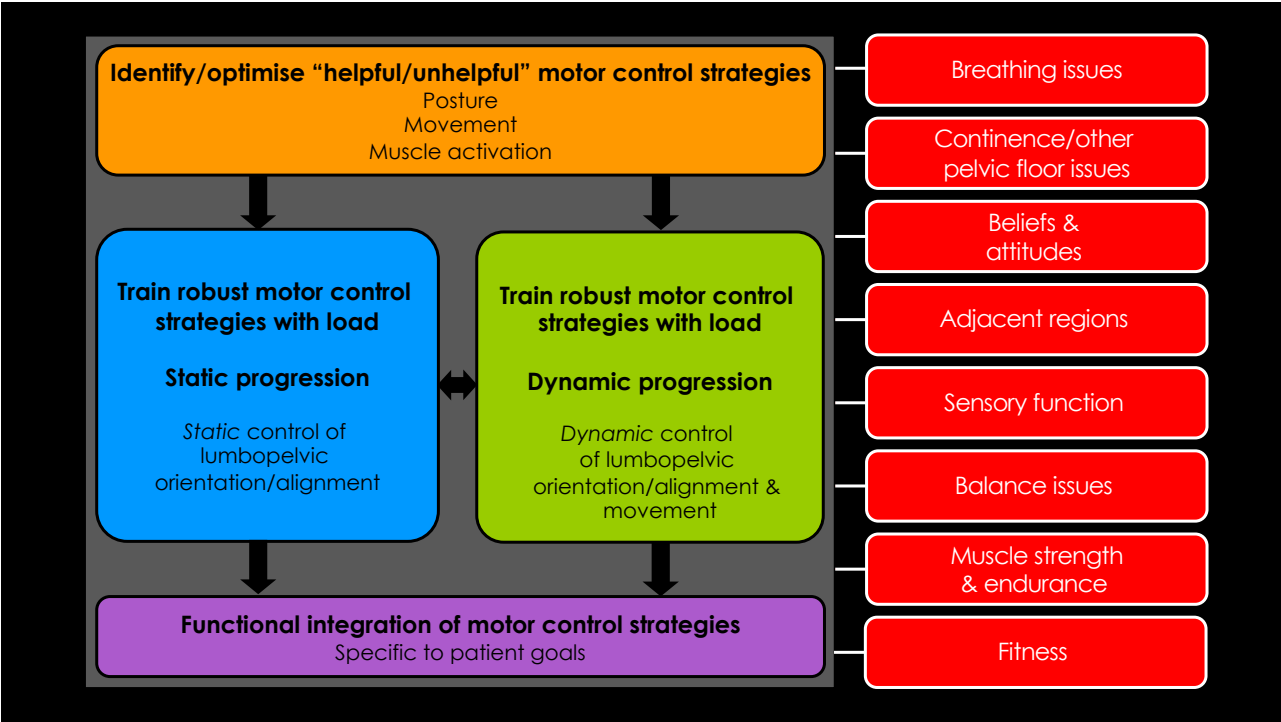 Identify/optimise “helpful/unhelpful” motor control strategies
Posture
Movement
Muscle activation
Train robust motor control
strategies with load
Static progression
Static control of
lumbopelvic
orientation/alignment
Train robust motor control
strategies with load
Dynamic progression
Dynamic control
of lumbopelvic
orientation/alignment &
movement
Functional integration of motor control strategies
Specific to patient goals
Breathing issues
Continence/other
pelvic floor issues
Beliefs &
attitudes
Adjacent regions
Sensory function
Balance issues
Muscle strength
& endurance
Fitness